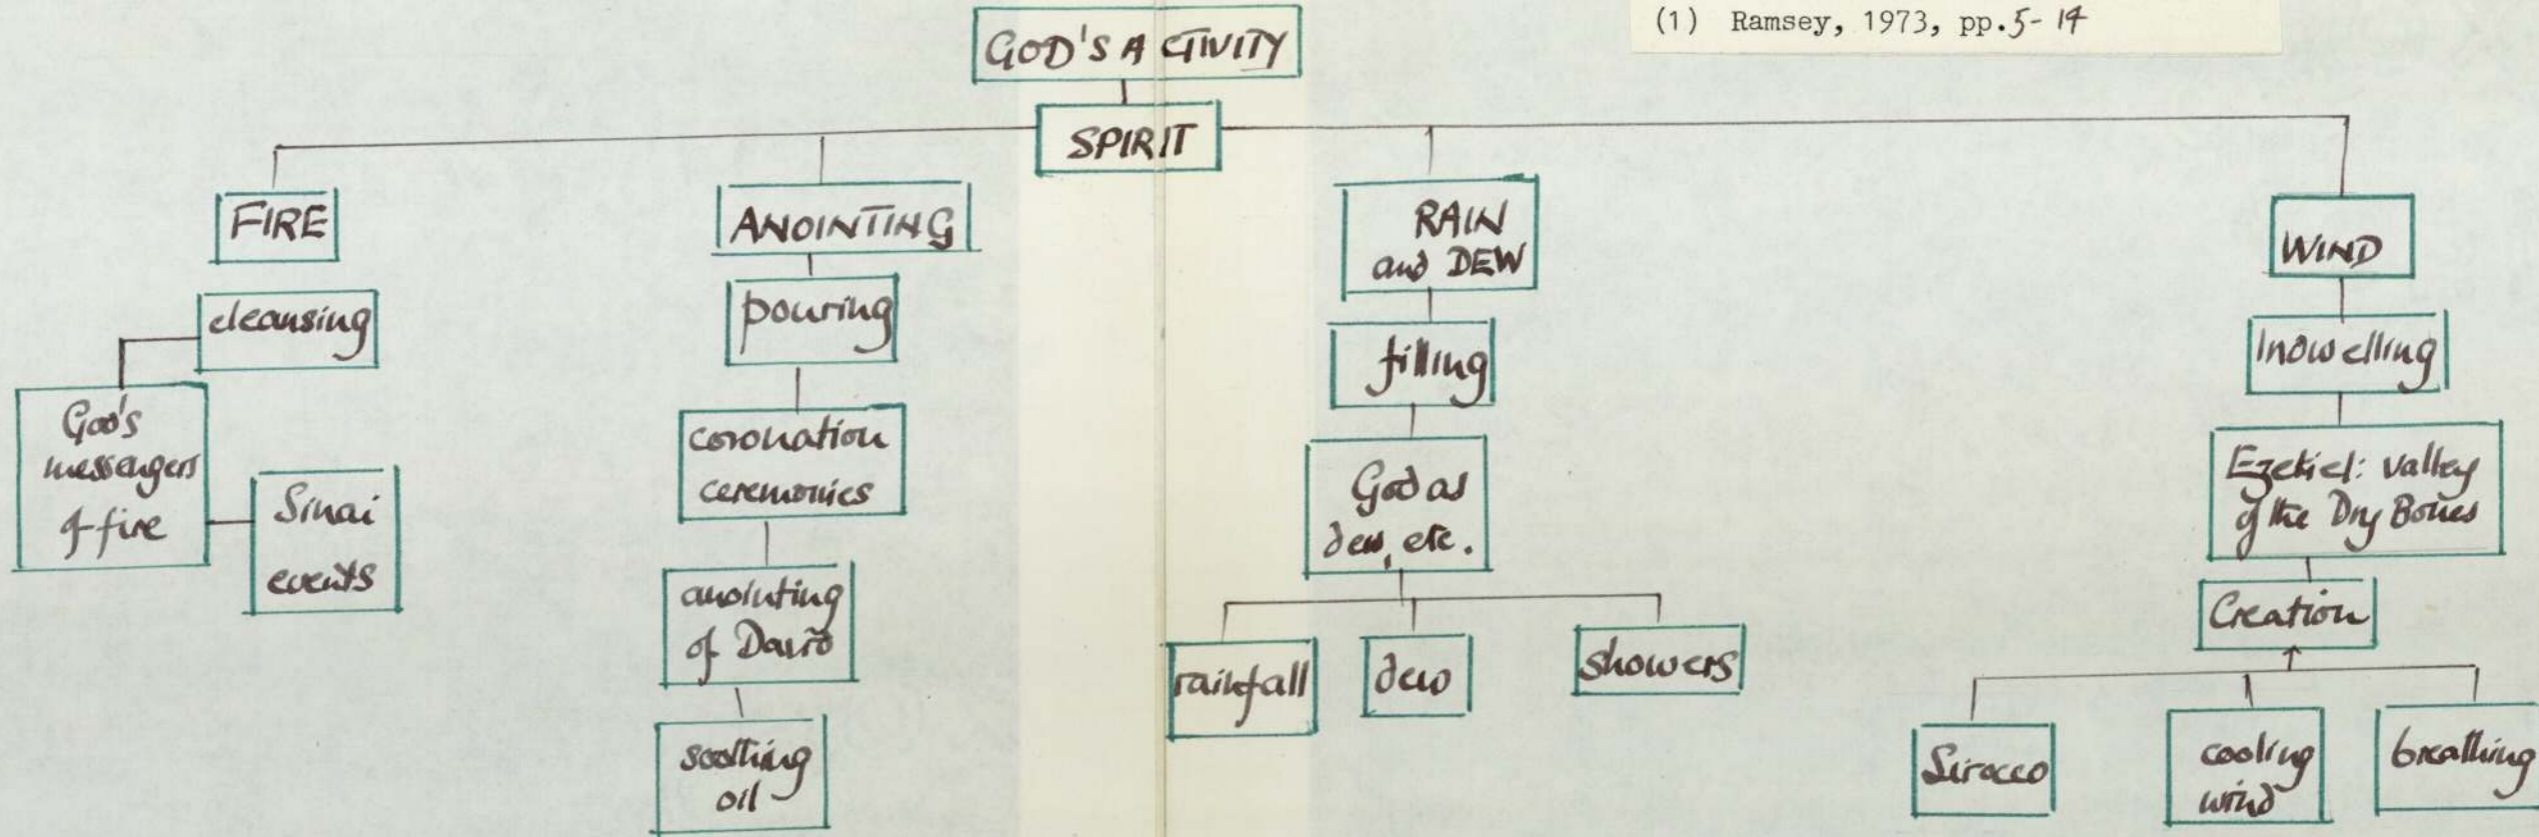 (1) Ramsey, 1973, pp.5-14
GOD'S ACTIVITY
SPIRIT
FIRE
cleansing
God's
messengers
of fire
Sinai
events
ANOINTING
pouring
coronation
ceremonies
anointing
of David
soothing
oil
RAIN
and DEW
filling
God as
dew, etc.
rainfall
dew
showers
WIND
Indwelling
Ezekiel: valley
of the Dry Bones
Creation
Sirocco
cooling
wind
breathing